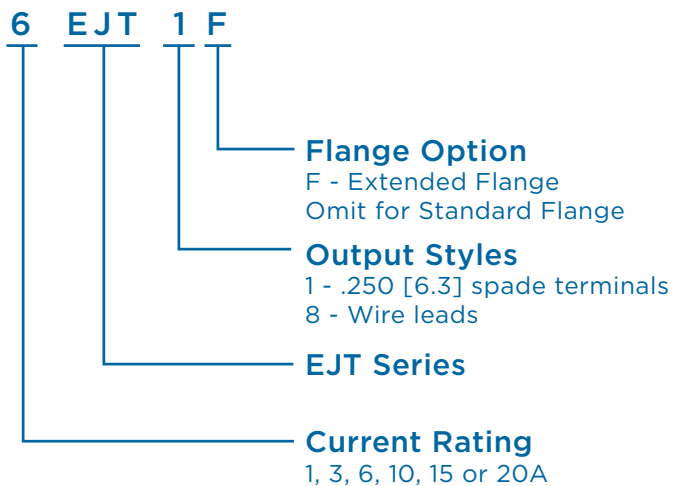 6 EJT 1 F
Flange Option
F - Extended Flange
Omit for Standard Flange
Output Styles
1 - .250 [6.3] spade terminals
8 - Wire leads
EJT Series
Current Rating
1, 3, 6, 10, 15 or 20A